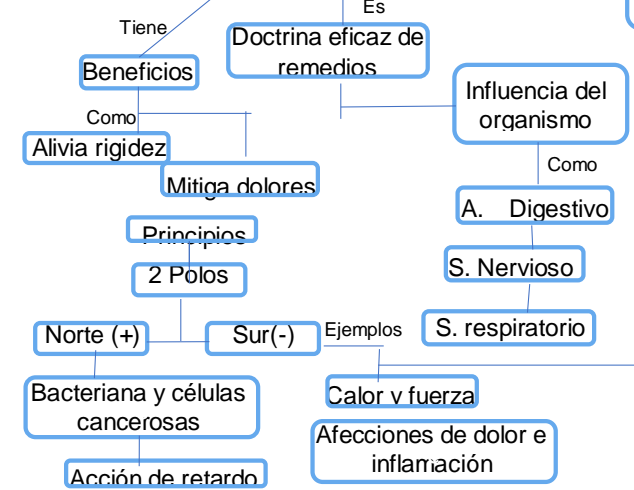 Es
Tiene
Doctrina eficaz de
remedios
Beneficios
Influencia del
organismo
Como
Alivia rigidez
Mitiga dolores
Como
A. Digestivo
Principios
2 Polos
S. Nervioso
Norte (+)
Sur(-)
Ejemplos
S. respiratorio
Bacteriana y células
cancerosas
Calor y fuerza
Afecciones de dolor e
inflamación
Acción de retardo